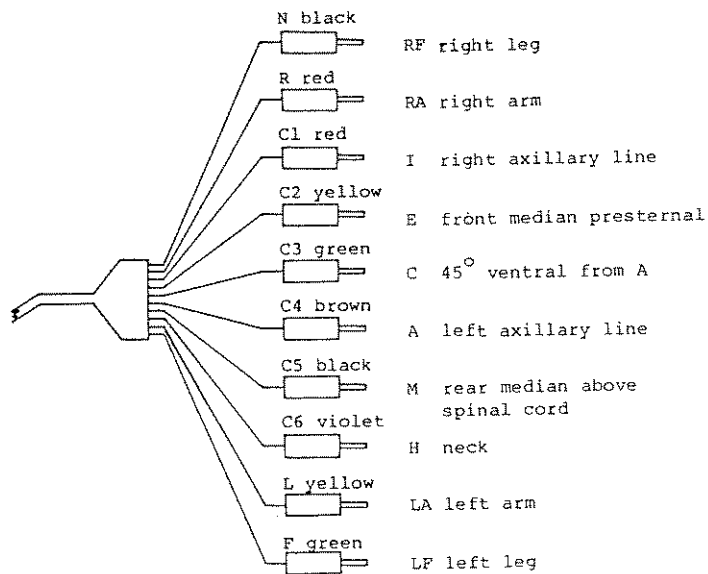 N black
RF right leg
R red
RA right arm
C1 red
I right axillary line
C2 yellow
E front median presternal
C3 green
C 45° ventral from A
C4 brown
A left axillary line
C5 black
M rear median above
spinal cord
C6 violet
H neck
L yellow
LA left arm
F green
LF left leg